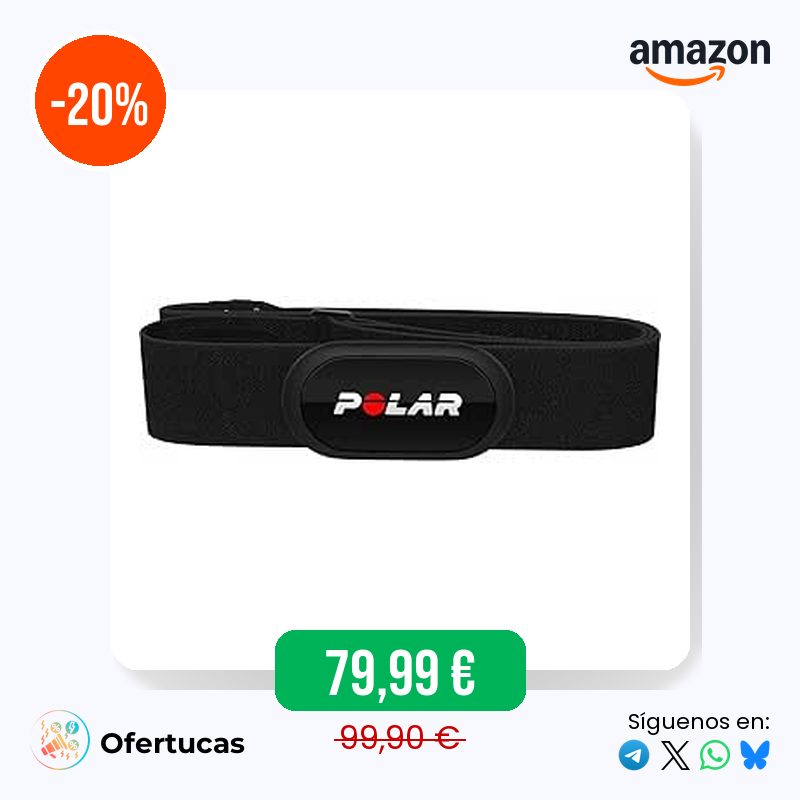 -20%
amazon
POLAR
79,99 €
99,90 €
Ofertucas
Síguenos en: